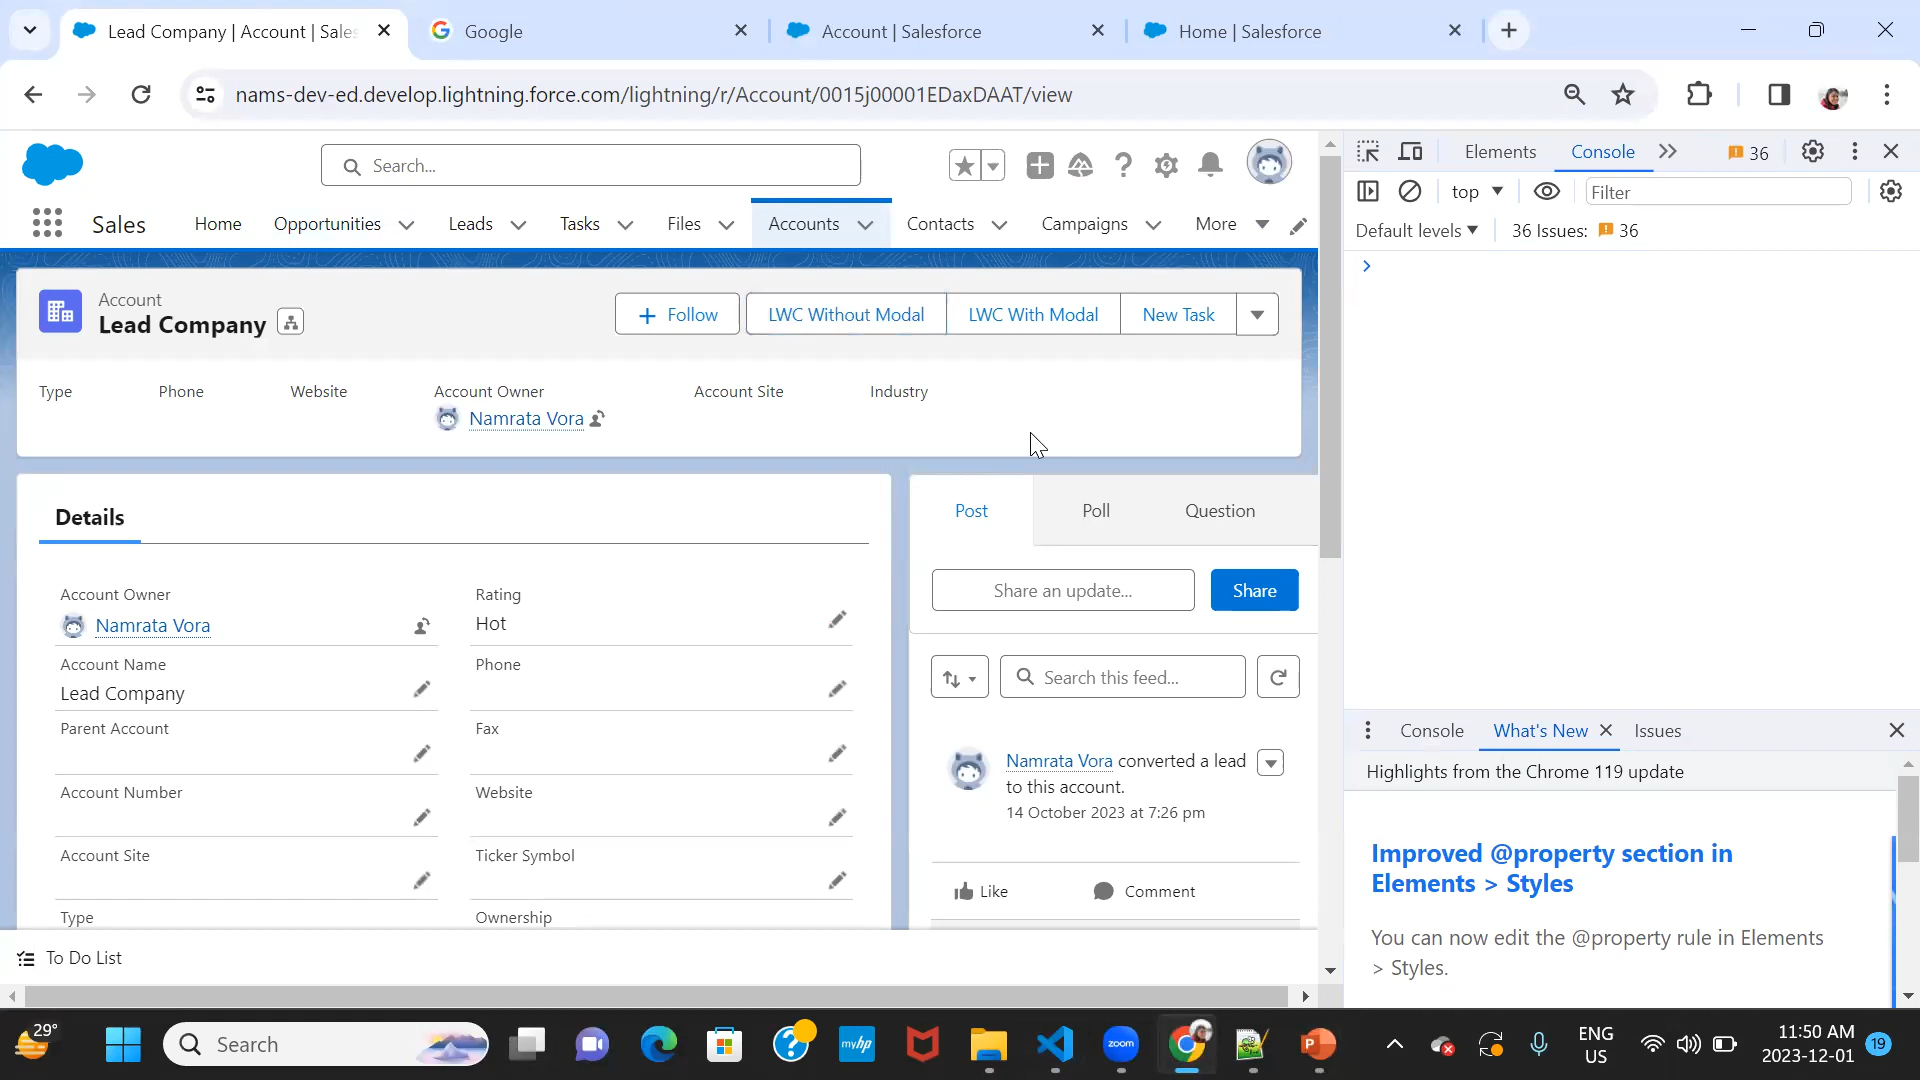 Lead Company | Account | Sales
Google
Account | Salesforce
Home | Salesforce
nams-dev-ed.develop.lightning.force.com/lightning/r/Account/0015j00001EDaxDAAT/view
Search...
Sales
Home
Opportunities
Leads
Tasks
Files
Accounts
Contacts
Campaigns
More
Account
Lead Company
Follow
LWC Without Modal
LWC With Modal
New Task
Type
Phone
Website
Account Owner
Account Site
Industry
Namrata Vora
Details
Account Owner
Namrata Vora
Rating
Hot
Account Name
Lead Company
Phone
Parent Account
Fax
Account Number
Website
Account Site
Ticker Symbol
Type
Ownership
Post
Poll
Question
Share an update...
Share
Search this feed...
Namrata Vora converted a lead
to this account.
14 October 2023 at 7:26 pm
Like
Comment
To Do List
Elements
Console
36
top
Filter
Default levels
36 Issues:
36
Console
What's New
Issues
Highlights from the Chrome 119 update
Improved @property section in
Elements > Styles
You can now edit the @property rule in Elements
> Styles.
29°
Search
myhp
zoom
ENG
US
11:50 AM
2023-12-01
19